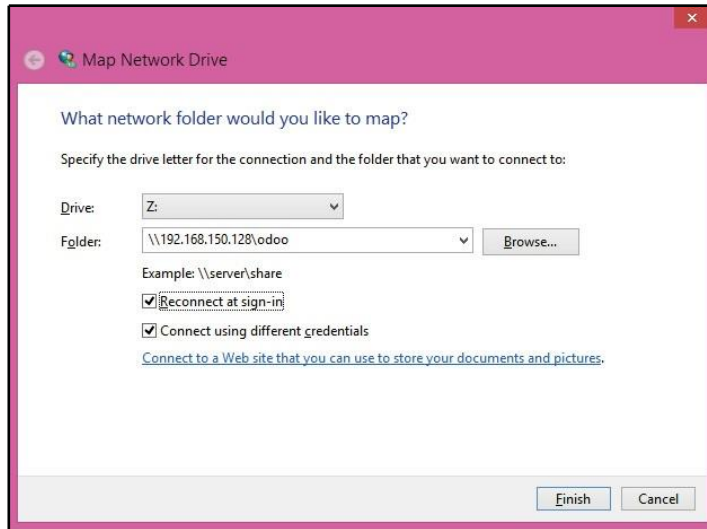 Map Network Drive
What network folder would you like to map?
Specify the drive letter for the connection and the folder that you want to connect to:
Drive: Z:
Folder: \\192.168.150.128\odoo Browse...
Example: \\server\share
Reconnect at sign-in
Connect using different credentials
Connect to a Web site that you can use to store your documents and pictures.
Finish Cancel